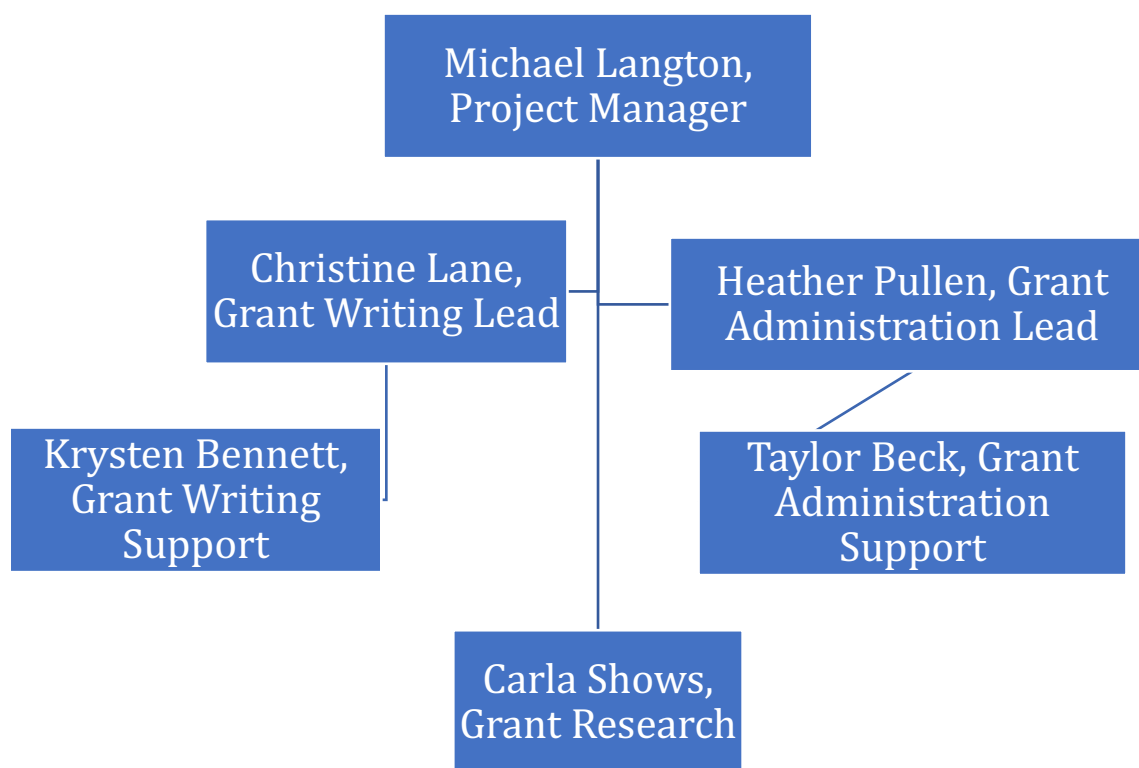 Michael Langton,
Project Manager
Christine Lane,
Grant Writing Lead
Heather Pullen, Grant
Administration Lead
Krysten Bennett,
Grant Writing
Support
Taylor Beck, Grant
Administration
Support
Carla Shows,
Grant Research